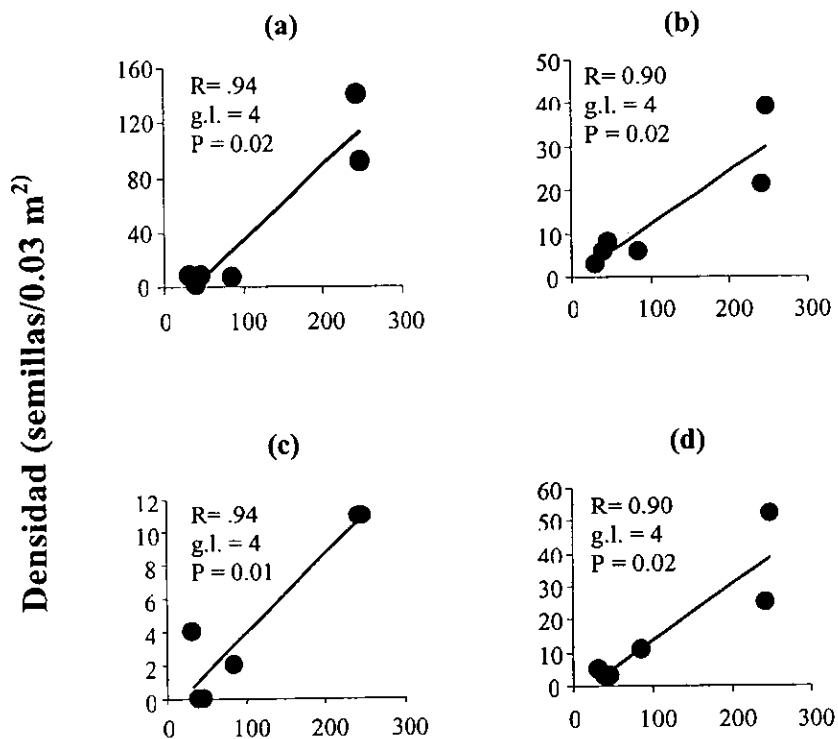 Densidad (semillas/0.03 m²)
(a)
R= .94
g.l. = 4
P = 0.02
160
120
80
40
0
0
100
200
300
(b)
R= 0.90
g.l. = 4
P = 0.02
50
40
30
20
10
0
0
100
200
300
(c)
R= .94
g.l. = 4
P = 0.01
12
10
8
6
4
2
0
0
100
200
300
(d)
R= 0.90
g.l. = 4
P = 0.02
60
50
40
30
20
10
0
0
100
200
300